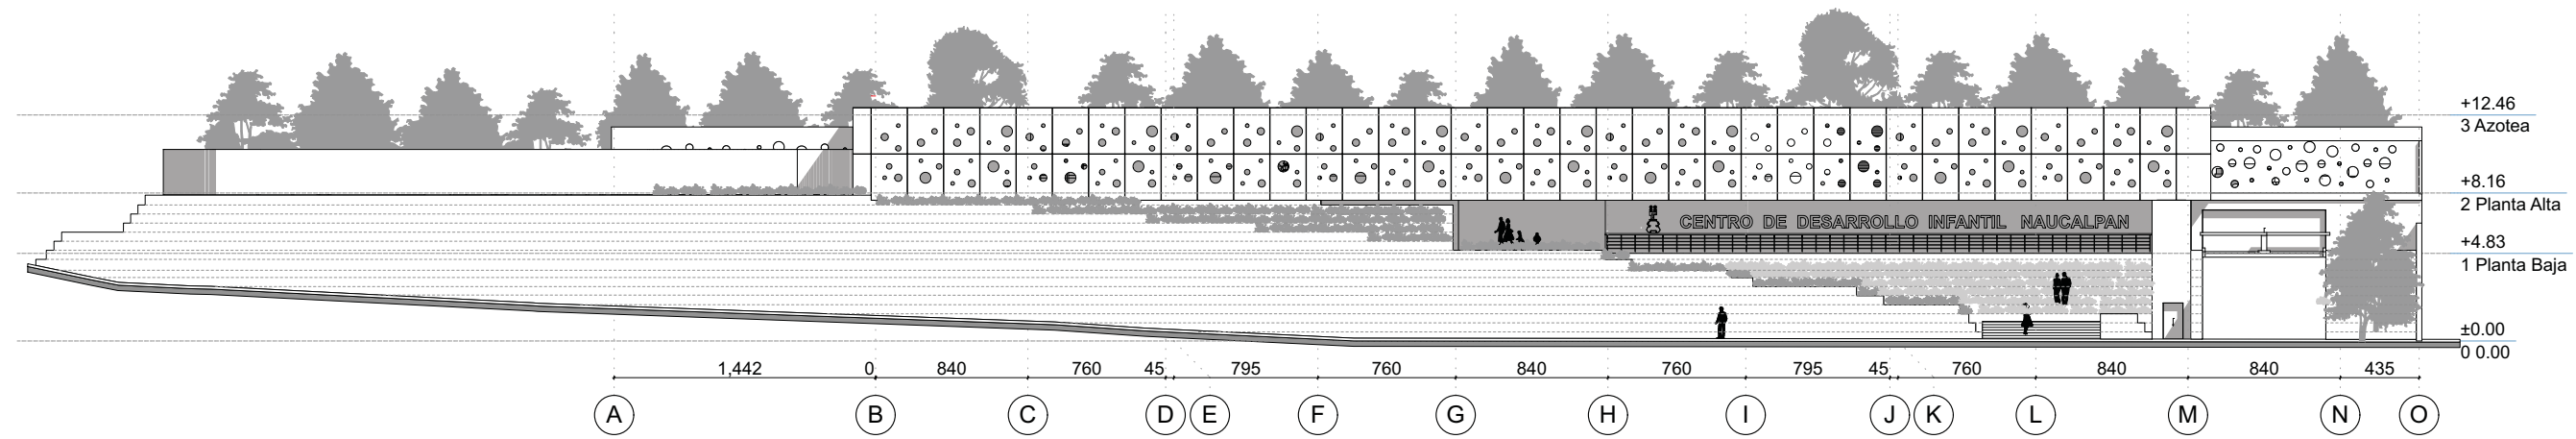 +12.46
3 Azotea
+8.16
2 Planta Alta
CENTRO DE DESARROLLO INFANTIL NAUCALPAN
+4.83
1 Planta Baja
±0.00
0 0.00
1,442 0 840 760 45 795 760 840 760 795 45 760 840 840 435
A B C D E F G H I J K L M N O